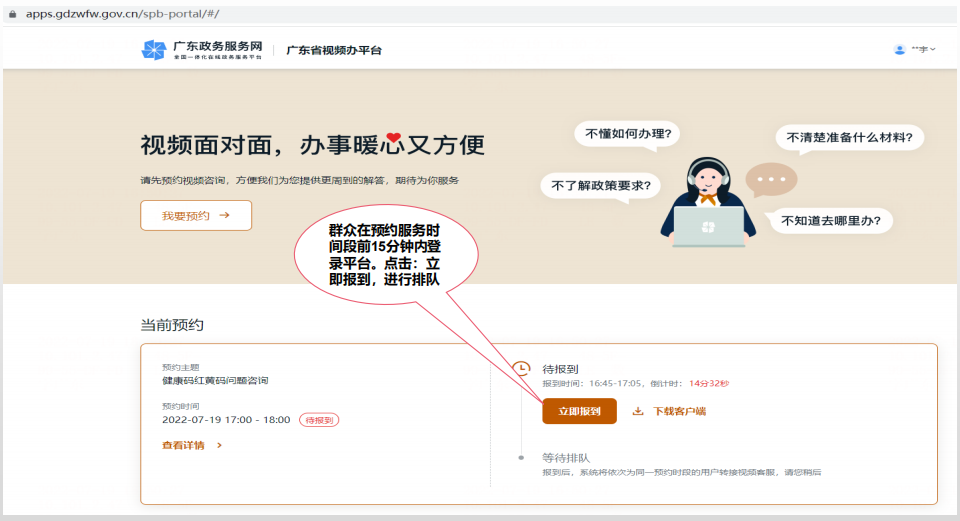 apps.gdzwfw.gov.cn/spb-portal/#/
广东政务服务网
全国一体化在线政务服务平台
广东省视频办平台
**宇
视频面对面，办事暖心又方便
请先预约视频咨询，方便我们为您提供更周到的解答，期待为你服务
我要预约
不懂如何办理?
不清楚准备什么材料?
不了解政策要求?
不知道去哪里办?
群众在预约服务时
间段前15分钟内登
录平台。点击：立
即报到，进行排队
当前预约
预约主题
健康码红黄码问题咨询
预约时间
2022-07-19 17:00 - 18:00 待报到
查看详情
待报到
报到时间：16:45-17:05，倒计时： 14分32秒
立即报到
下载客户端
等待排队
报到后，系统将依次为同一预约时段的用户转接视频客服，请您稍后